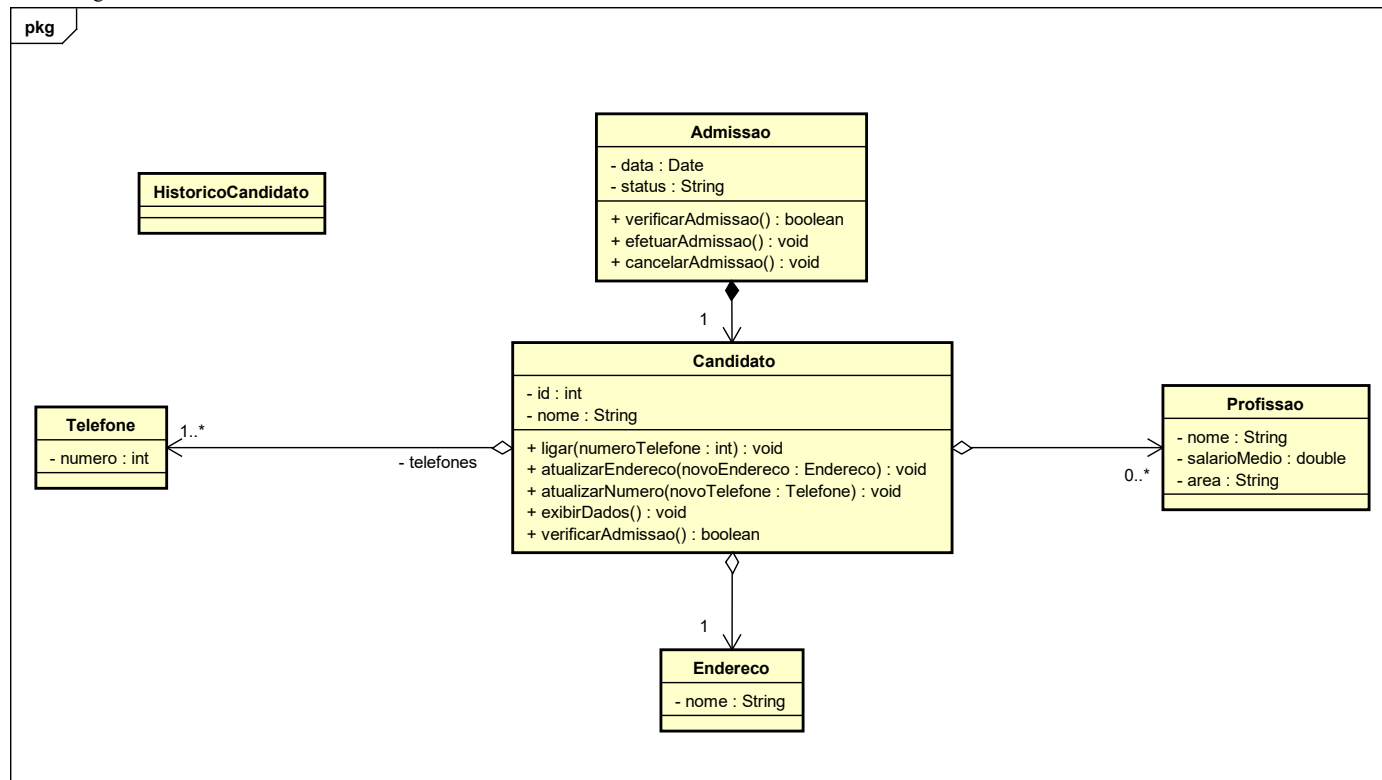 pkg
Admissao
- data : Date
- status : String
+ verificarAdmissao() : boolean
+ efetuarAdmissao() : void
+ cancelarAdmissao() : void
HistoricoCandidato
1
Candidato
- id : int
- nome : String
+ ligar(numeroTelefone : int) : void
+ atualizarEndereco(novoEndereco : Endereco) : void
+ atualizarNumero(novoTelefone : Telefone) : void
+ exibirDados() : void
+ verificarAdmissao() : boolean
Telefone
- numero : int
1..*
- telefones
Profissao
- nome : String
- salarioMedio : double
- area : String
0..*
1
Endereco
- nome : String